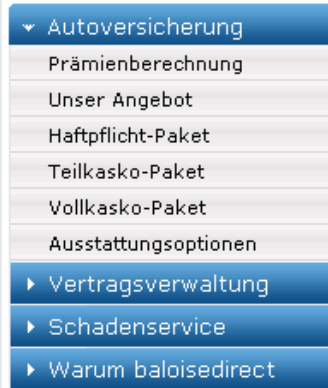 Autoversicherung
Prämienberechnung
Unser Angebot
Haftpflicht-Paket
Teilkasko-Paket
Vollkasko-Paket
Ausstattungsoptionen
Vertragsverwaltung
Schadenservice
Warum baloisedirect